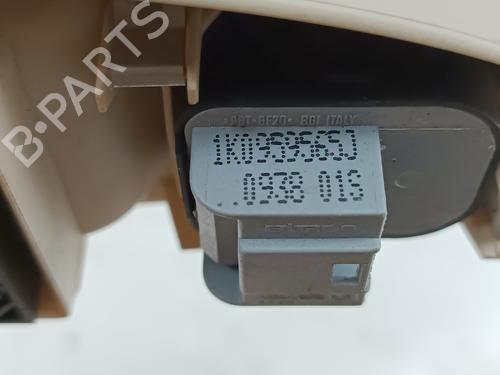 B-PARTS
>PBT-GF20< BGI ITALY
1K0959565J
..0938 01S